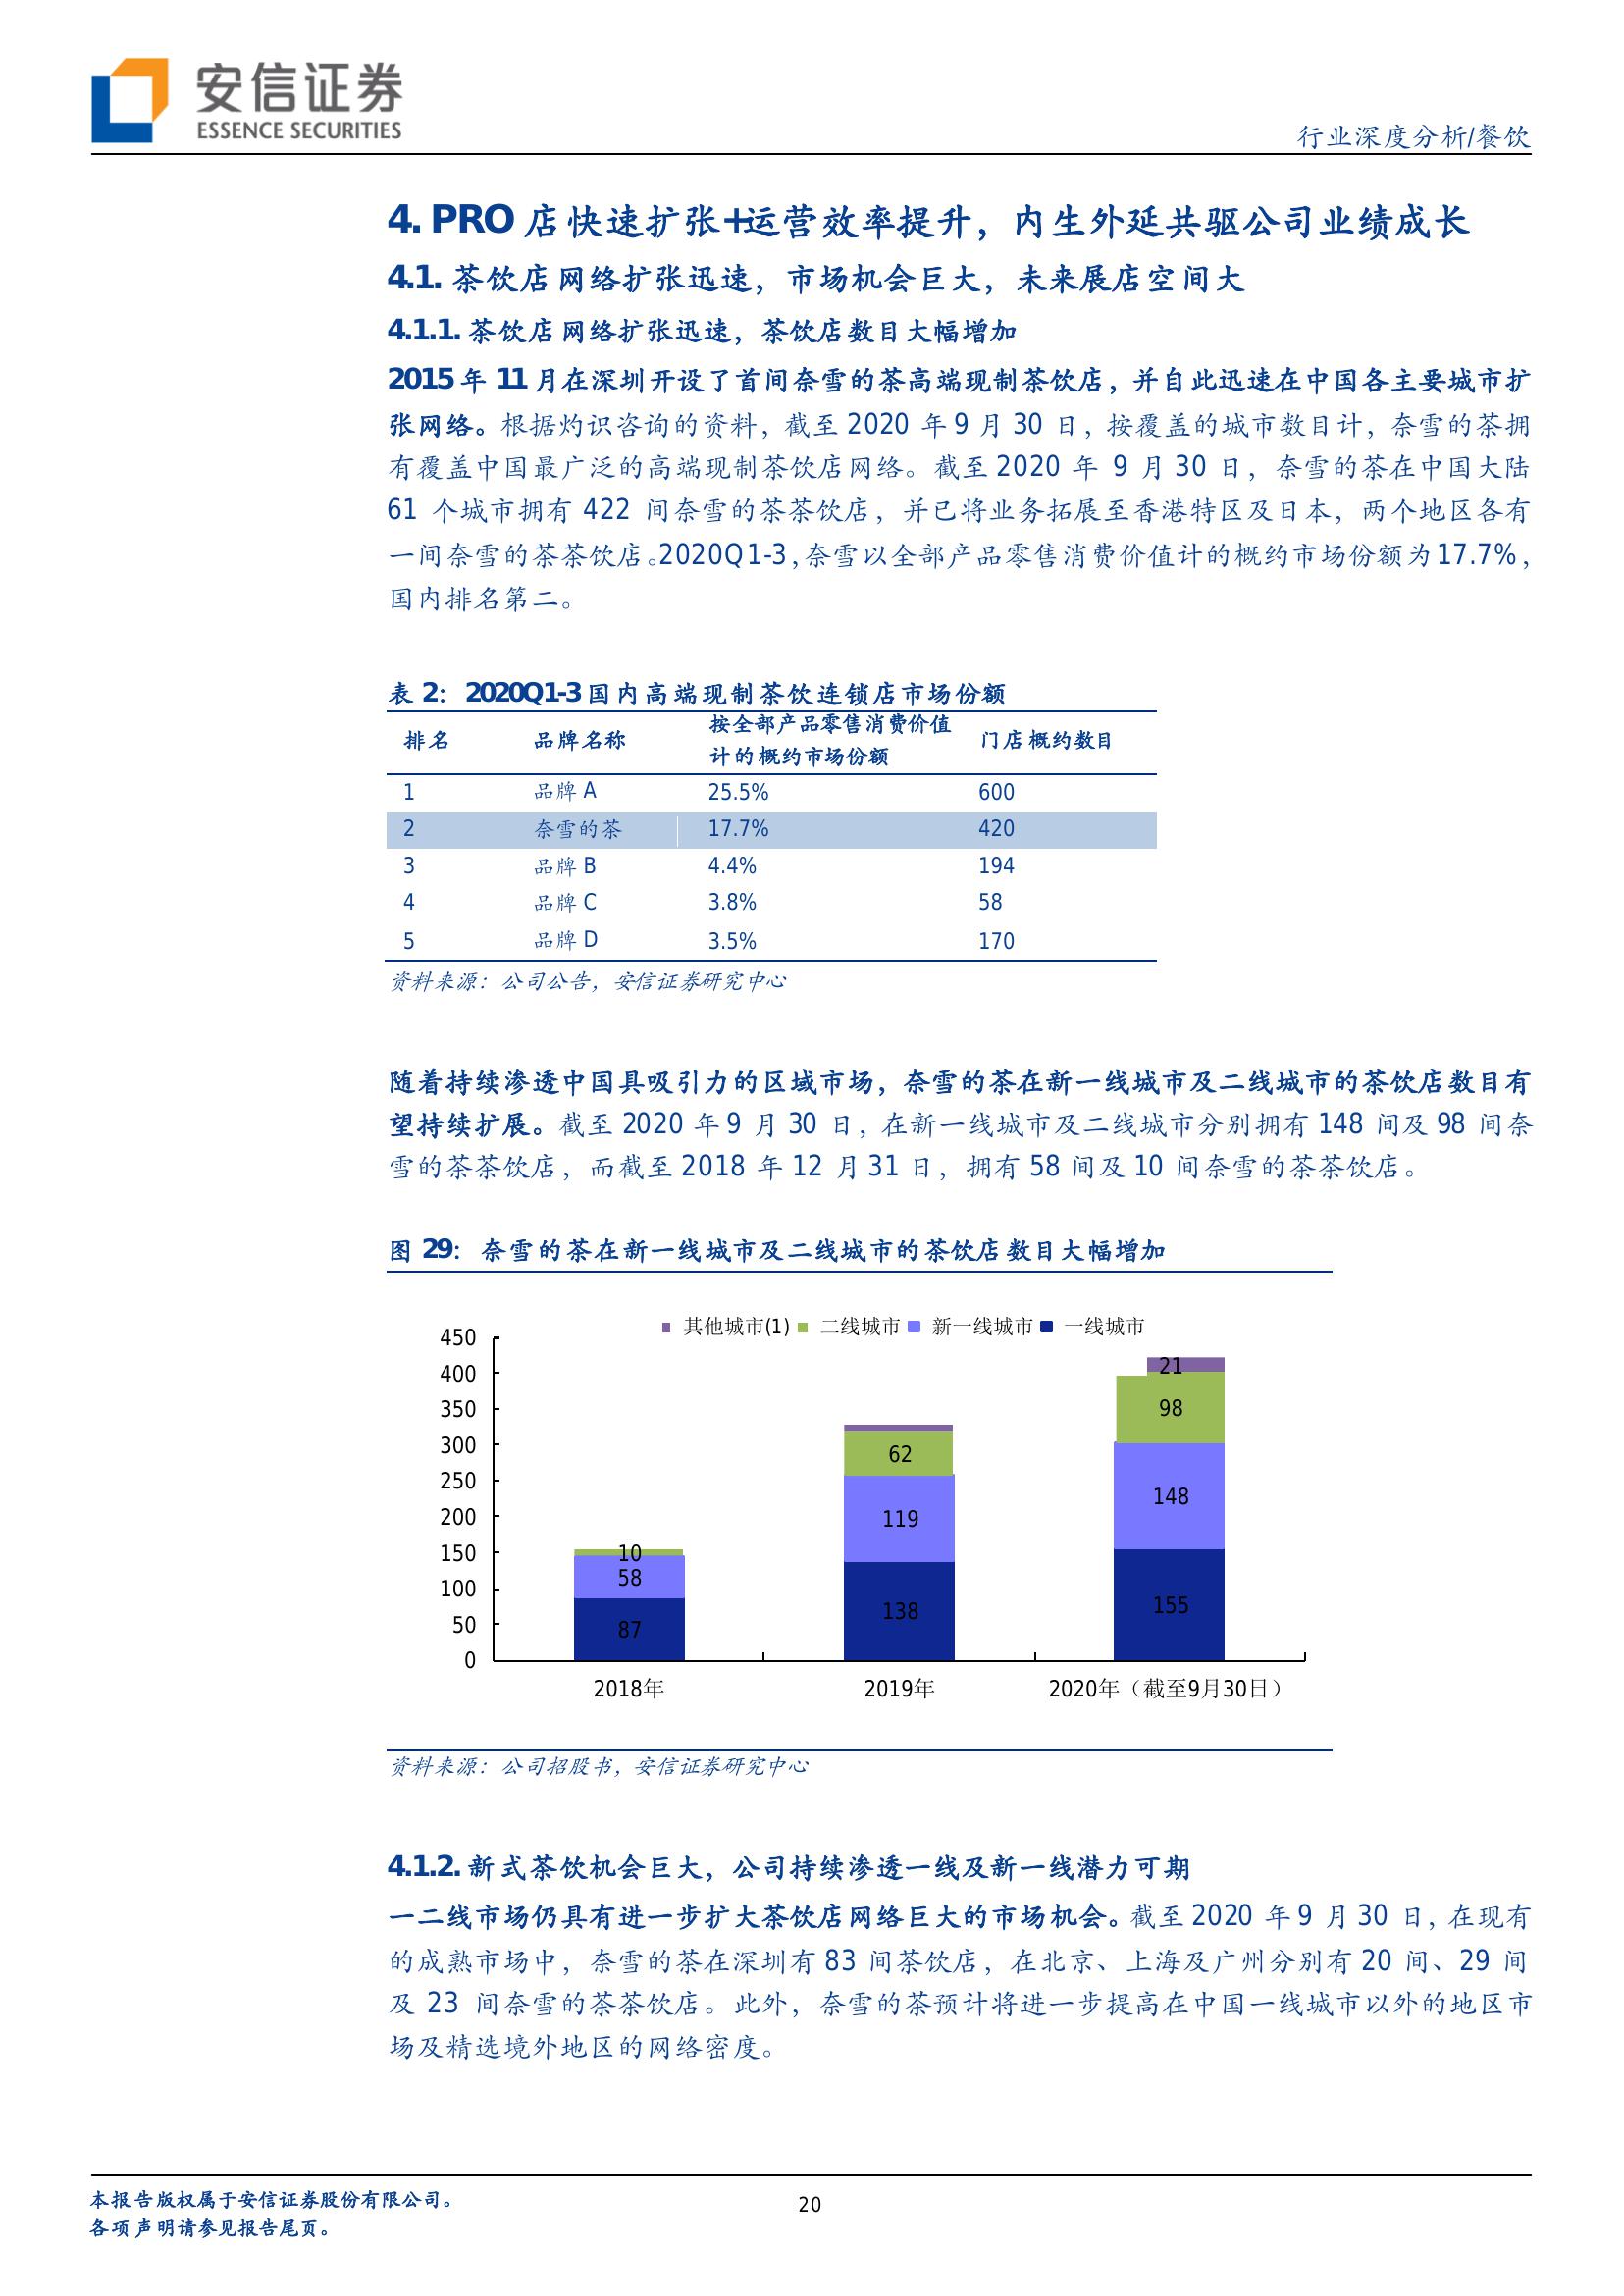 安信证券
ESSENCE SECURITIES
行业深度分析/餐饮
4. PRO 店快速扩张+运营效率提升，内生外延共驱公司业绩成长
4.1. 茶饮店网络扩张迅速，市场机会巨大，未来展店空间大
4.1.1. 茶饮店网络扩张迅速，茶饮店数目大幅增加
2015 年 11 月在深圳开设了首间奈雪的茶高端现制茶饮店，并自此迅速在中国各主要城市扩
张网络。根据灼识咨询的资料，截至 2020 年 9 月 30 日，按覆盖的城市数目计，奈雪的茶拥
有覆盖中国最广泛的高端现制茶饮店网络。截至 2020 年 9 月 30 日，奈雪的茶在中国大陆
61 个城市拥有 422 间奈雪的茶茶饮店，并已将业务拓展至香港特区及日本，两个地区各有
一间奈雪的茶茶饮店。2020Q1-3，奈雪以全部产品零售消费价值计的概约市场份额为 17.7%，
国内排名第二。
表 2：2020Q1-3 国内高端现制茶饮连锁店市场份额
排名 品牌名称 按全部产品零售消费价值 门店概约数目
计的概约市场份额
1 品牌 A 25.5% 600
2 奈雪的茶 17.7% 420
3 品牌 B 4.4% 194
4 品牌 C 3.8% 58
5 品牌 D 3.5% 170
资料来源：公司公告，安信证券研究中心
随着持续渗透中国具吸引力的区域市场，奈雪的茶在新一线城市及二线城市的茶饮店数目有
望持续扩展。截至 2020 年 9 月 30 日，在新一线城市及二线城市分别拥有 148 间及 98 间奈
雪的茶茶饮店，而截至 2018 年 12 月 31 日，拥有 58 间及 10 间奈雪的茶茶饮店。
图 29：奈雪的茶在新一线城市及二线城市的茶饮店数目大幅增加
其他城市(1) 二线城市 新一线城市 一线城市
450
400
350
300
250
200
150
100
50
0
10
58
87
62
119
138
21
98
148
155
2018年 2019年 2020年（截至9月30日）
资料来源：公司招股书，安信证券研究中心
4.1.2. 新式茶饮机会巨大，公司持续渗透一线及新一线潜力可期
一二线市场仍具有进一步扩大茶饮店网络巨大的市场机会。截至 2020 年 9 月 30 日，在现有
的成熟市场中，奈雪的茶在深圳有 83 间茶饮店，在北京、上海及广州分别有 20 间、29 间
及 23 间奈雪的茶茶饮店。此外，奈雪的茶预计将进一步提高在中国一线城市以外的地区市
场及精选境外地区的网络密度。
本报告版权属于安信证券股份有限公司。
各项声明请参见报告尾页。
20